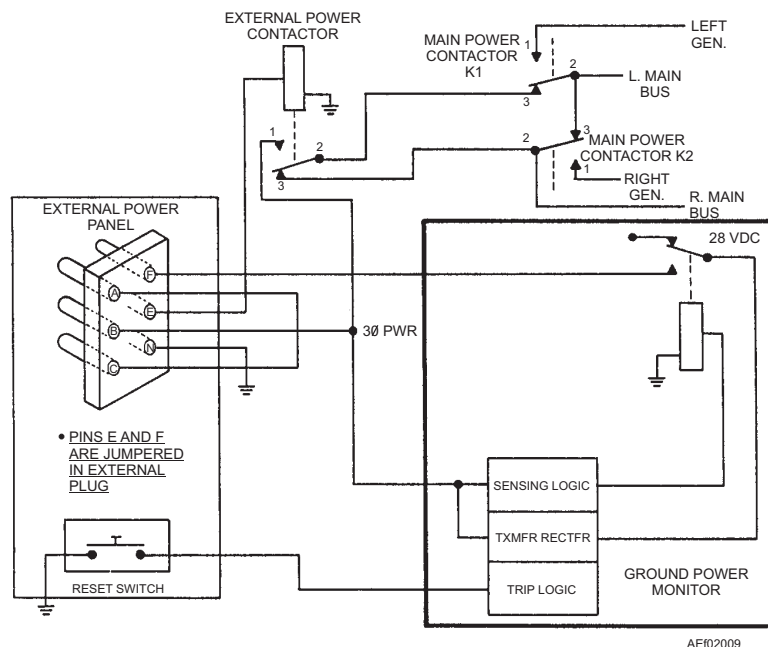 EXTERNAL POWER
CONTACTOR
1
2
3
MAIN POWER
CONTACTOR
K1
1
2
3
LEFT
GEN.
L. MAIN
BUS
2
3
MAIN POWER
CONTACTOR K2
1
RIGHT
GEN.
R. MAIN
BUS
EXTERNAL POWER
PANEL
F
A
E
B
N
C
3Ø PWR
28 VDC
• PINS E AND F
ARE JUMPERED
IN EXTERNAL
PLUG
RESET SWITCH
SENSING LOGIC
TXMFR RECTFR
TRIP LOGIC
GROUND POWER
MONITOR
AEf02009